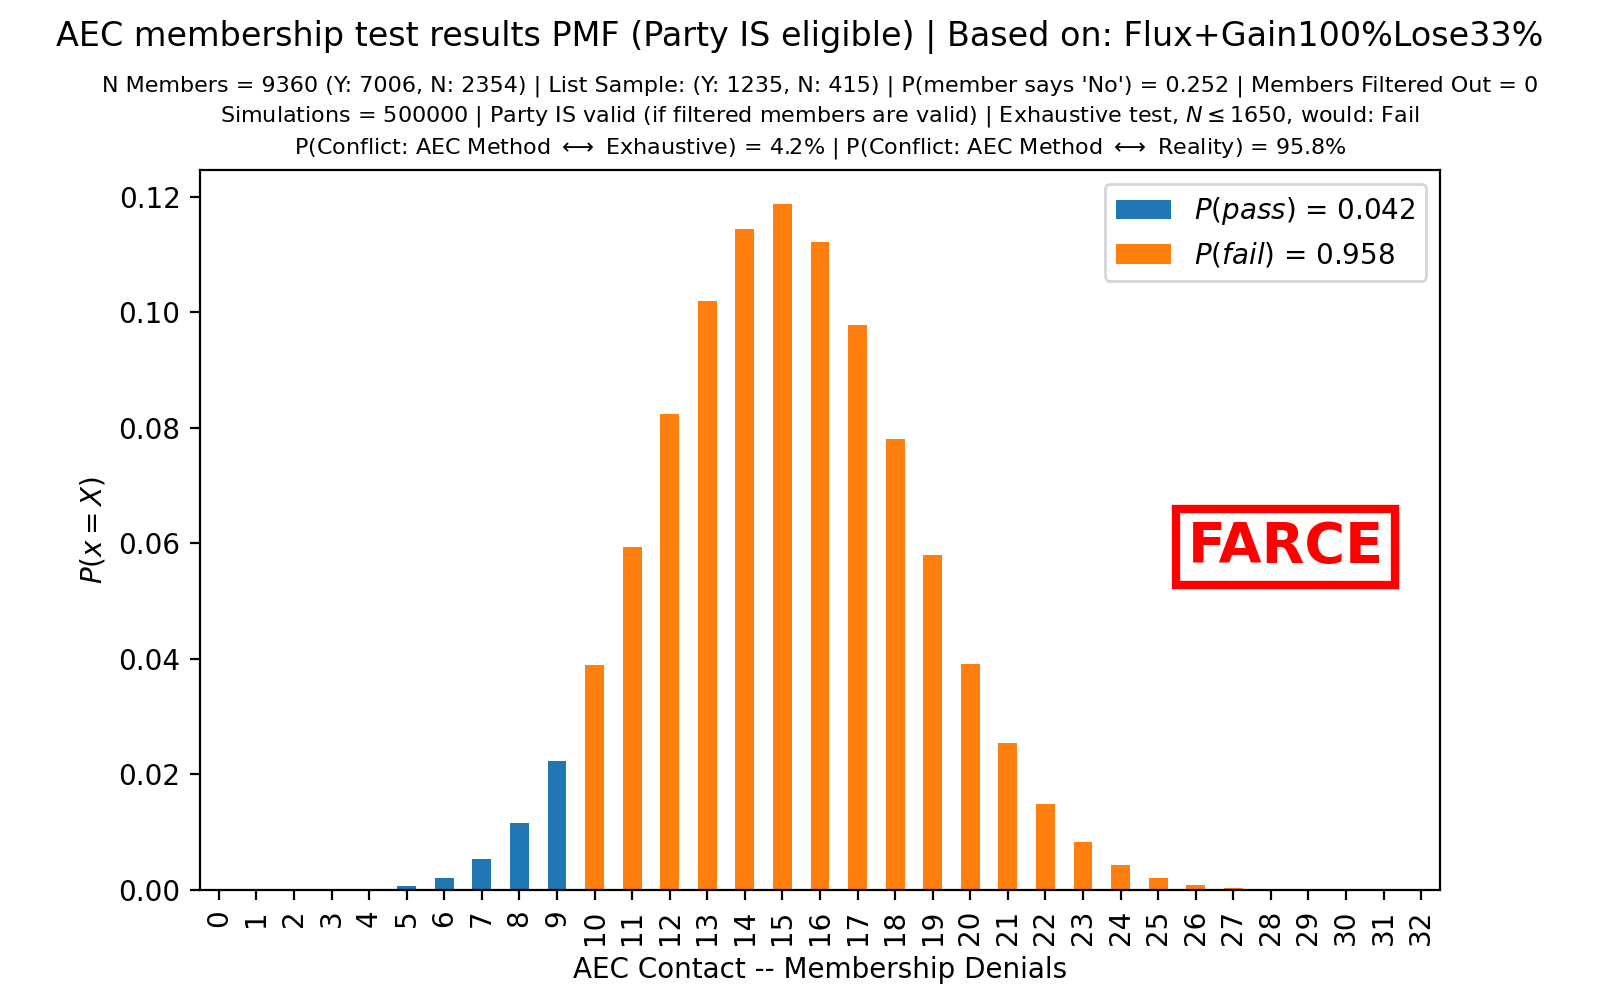 AEC membership test results PMF (Party IS eligible) | Based on: Flux+Gain100%Lose33%
N Members = 9360 (Y: 7006, N: 2354) | List Sample: (Y: 1235, N: 415) | P(member says 'No') = 0.252 | Members Filtered Out = 0
Simulations = 500000 | Party IS valid (if filtered members are valid) | Exhaustive test, N ≤ 1650, would: Fail
P(Conflict: AEC Method ⟷ Exhaustive) = 4.2% | P(Conflict: AEC Method ⟷ Reality) = 95.8%
P(pass) = 0.042
P(fail) = 0.958
0.12
0.10
0.08
0.06
0.04
0.02
0.00
P(x = X)
FARCE
0 1 2 3 4 5 6 7 8 9 10 11 12 13 14 15 16 17 18 19 20 21 22 23 24 25 26 27 28 29 30 31 32
AEC Contact -- Membership Denials